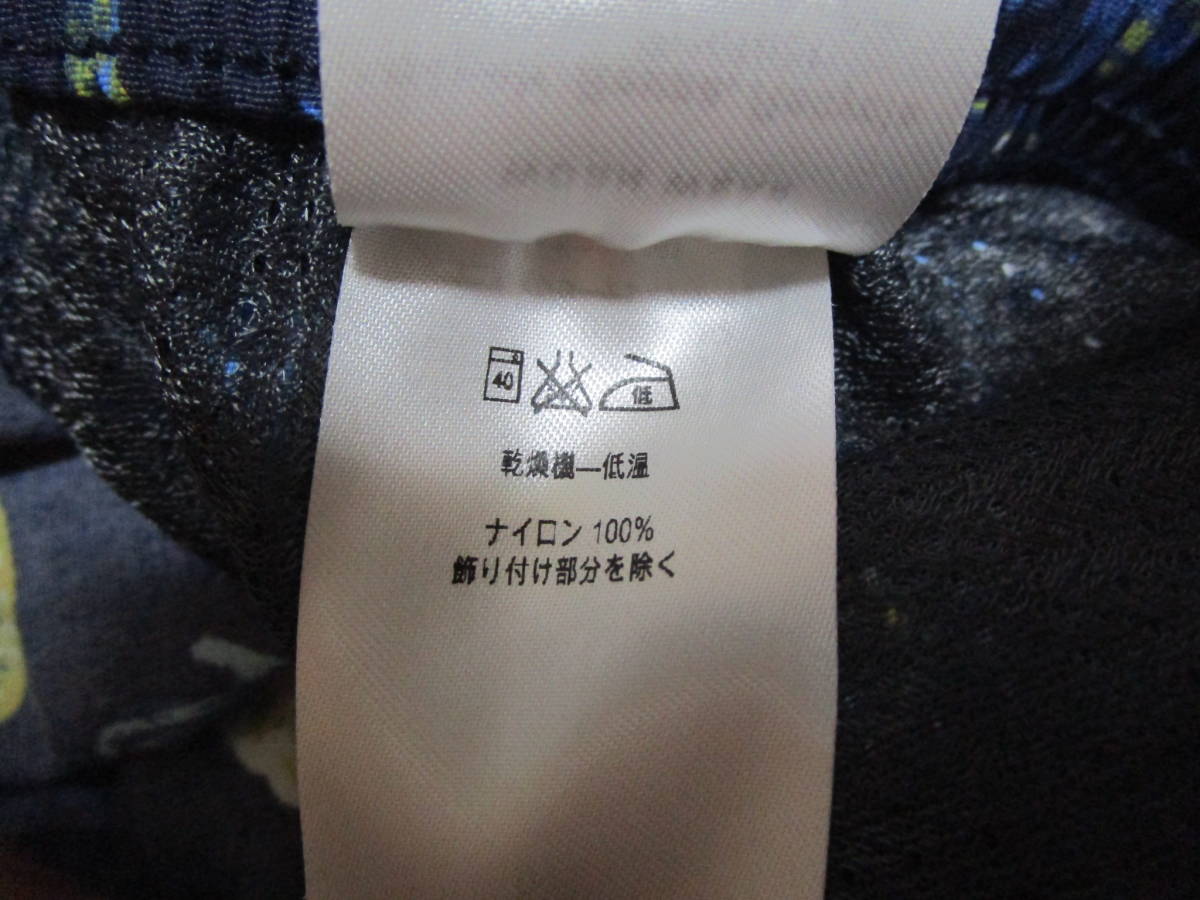 40 低
乾燥機—低温
ナイロン 100%
飾り付け部分を除く